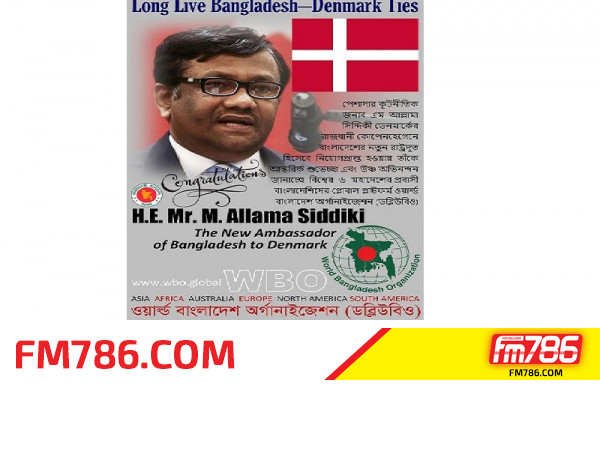 Long Live Bangladesh—Denmark Ties
পেশাদার কূটনীতিক
জনাব এম আল্লামা
সিদ্দিকী ডেনমার্কের
রাজধানী কোপেনহেগেনে
বাংলাদেশের নতুন রাষ্ট্রদূত
হিসেবে নিয়োগপ্রাপ্ত হওয়ায় তাঁকে
আন্তরিক শুভেচ্ছা এবং উষ্ণ অভিনন্দন
জানাচ্ছে বিশ্বের ৬ মহাদেশের প্রবাসী
বাংলাদেশিদের গ্লোবাল প্লাটফর্ম ওয়ার্ল্ড
বাংলাদেশ অর্গানাইজেশন (ডব্লিউবিও)
Congratulations
H.E. Mr. M. Allama Siddiki
The New Ambassador
of Bangladesh to Denmark
World Bangladesh Organization
www.wbo.global WBO
ASIA AFRICA AUSTRALIA EUROPE NORTH AMERICA SOUTH AMERICA
ওয়ার্ল্ড বাংলাদেশ অর্গানাইজেশন (ডব্লিউবিও)
FM786.COM
fm786
FM786.COM